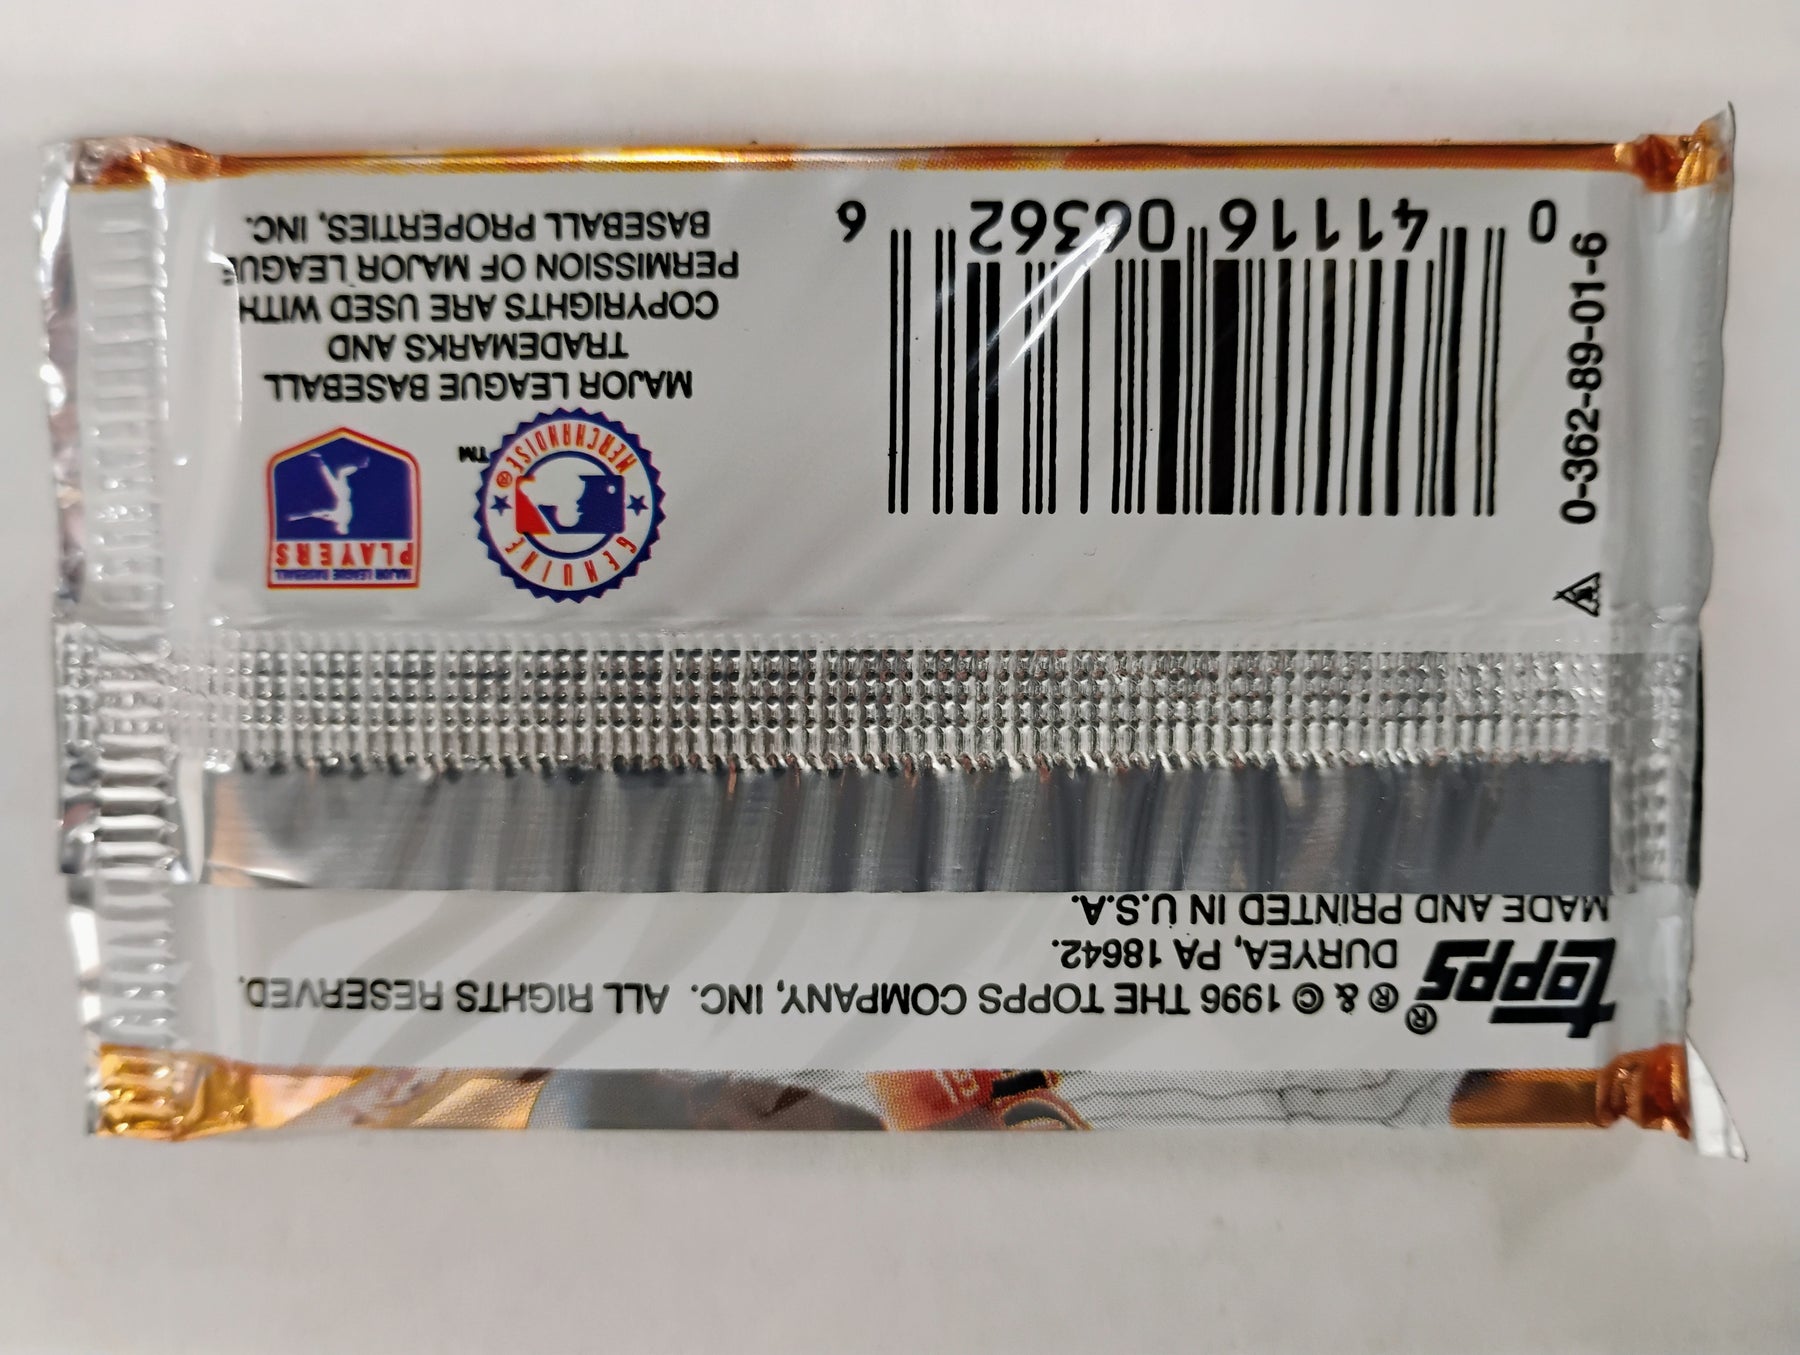 topps®
® & © 1996 THE TOPPS COMPANY, INC. ALL RIGHTS RESERVED.
DURYEA, PA 18642.
MADE AND PRINTED IN U.S.A.
0-362-89-01-6
0 41116 06362 6
GENUINE MERCHANDISE®
TM
MAJOR LEAGUE BASEBALL
PLAYERS
MAJOR LEAGUE BASEBALL
TRADEMARKS AND
COPYRIGHTS ARE USED WITH
PERMISSION OF MAJOR LEAGUE
BASEBALL PROPERTIES, INC.